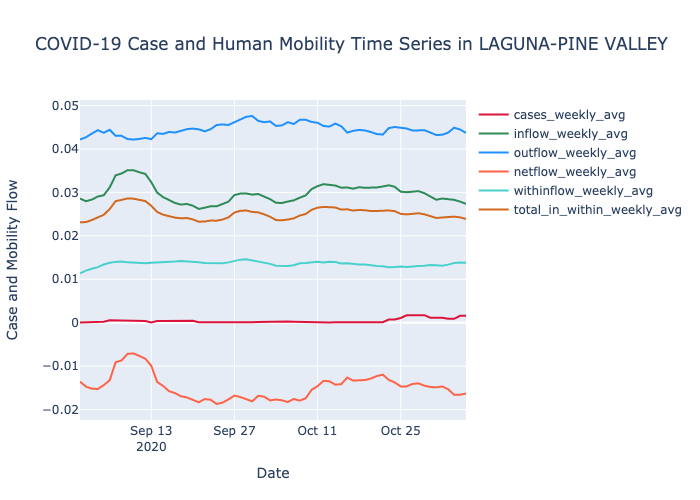 COVID-19 Case and Human Mobility Time Series in LAGUNA-PINE VALLEY
Case and Mobility Flow
0.05
0.04
0.03
0.02
0.01
0
−0.01
−0.02
Sep 13
2020
Sep 27
Oct 11
Oct 25
Date
cases_weekly_avg
inflow_weekly_avg
outflow_weekly_avg
netflow_weekly_avg
withinflow_weekly_avg
total_in_within_weekly_avg